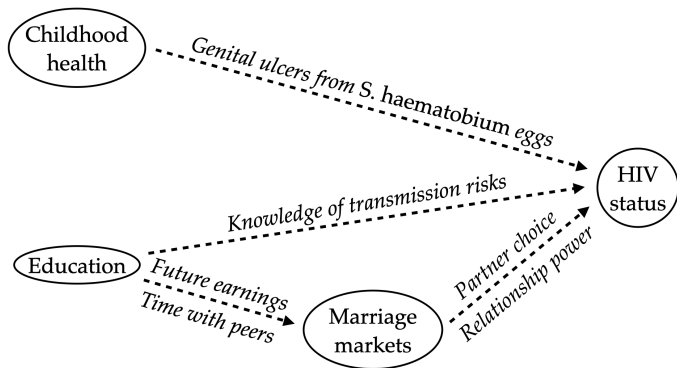 Childhood
health
Genital ulcers from S. haematobium eggs
HIV
status
Knowledge of transmission risks
Education
Future earnings
Time with peers
Partner choice
Relationship power
Marriage
markets